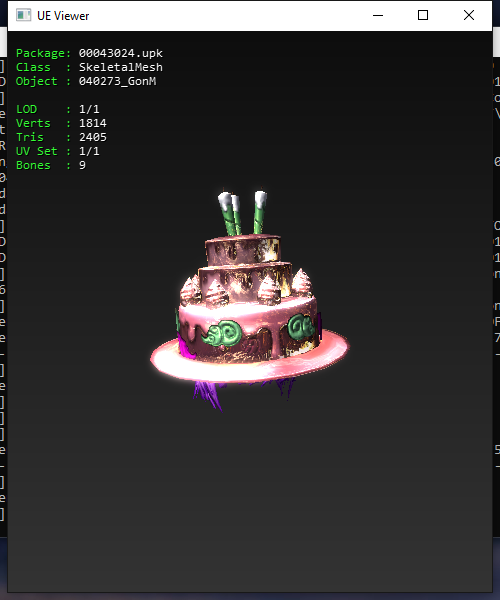 UE Viewer
Package: 00043024.upk
Class : SkeletalMesh
Object : 040273_GonM
LOD : 1/1
Verts : 1814
Tris : 2405
UV Set : 1/1
Bones : 9